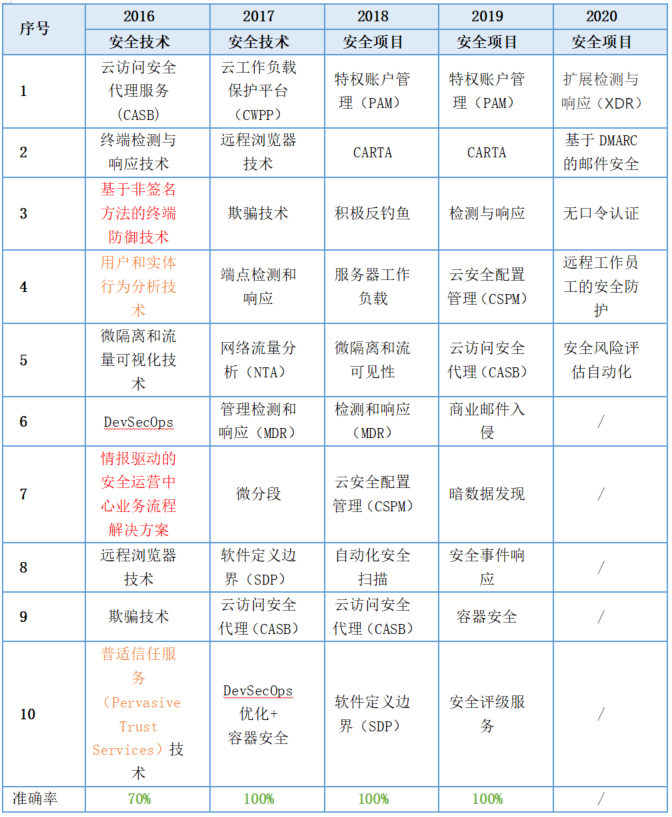 序号
2016
2017
2018
2019
2020
安全技术
安全技术
安全项目
安全项目
安全项目
1
云访问安全
代理服务
(CASB)
云工作负载
保护平台
（CWPP）
特权账户管
理（PAM）
特权账户管
理（PAM）
扩展检测与
响应（XDR）
2
终端检测与
响应技术
远程浏览器
技术
CARTA
CARTA
基于 DMARC
的邮件安全
3
基于非签名
方法的终端
防御技术
欺骗技术
积极反钓鱼
检测与响应
无口令认证
4
用户和实体
行为分析技
术
端点检测和
响应
服务器工作
负载
云安全配置
管理(CSPM)
远程工作员
工的安全防
护
5
微隔离和流
量可视化技
术
网络流量分
析（NTA）
微隔离和流
可见性
云访问安全
代理(CASB)
安全风险评
估自动化
6
DevSecOps
管理检测和
响应（MDR）
检测和响应
（MDR）
商业邮件入
侵
/
7
情报驱动的
安全运营中
心业务流程
解决方案
微分段
云安全配置
管理(CSPM)
暗数据发现
/
8
远程浏览器
技术
软件定义边
界（SDP）
自动化安全
扫描
安全事件响
应
/
9
欺骗技术
云访问安全
代理(CASB)
云访问安全
代理(CASB)
容器安全
/
10
普适信任服
务
（Pervasive
Trust
Services）技
术
DevSecOps
优化+
容器安全
软件定义边
界（SDP）
安全评级服
务
/
准确率
70%
100%
100%
100%
/